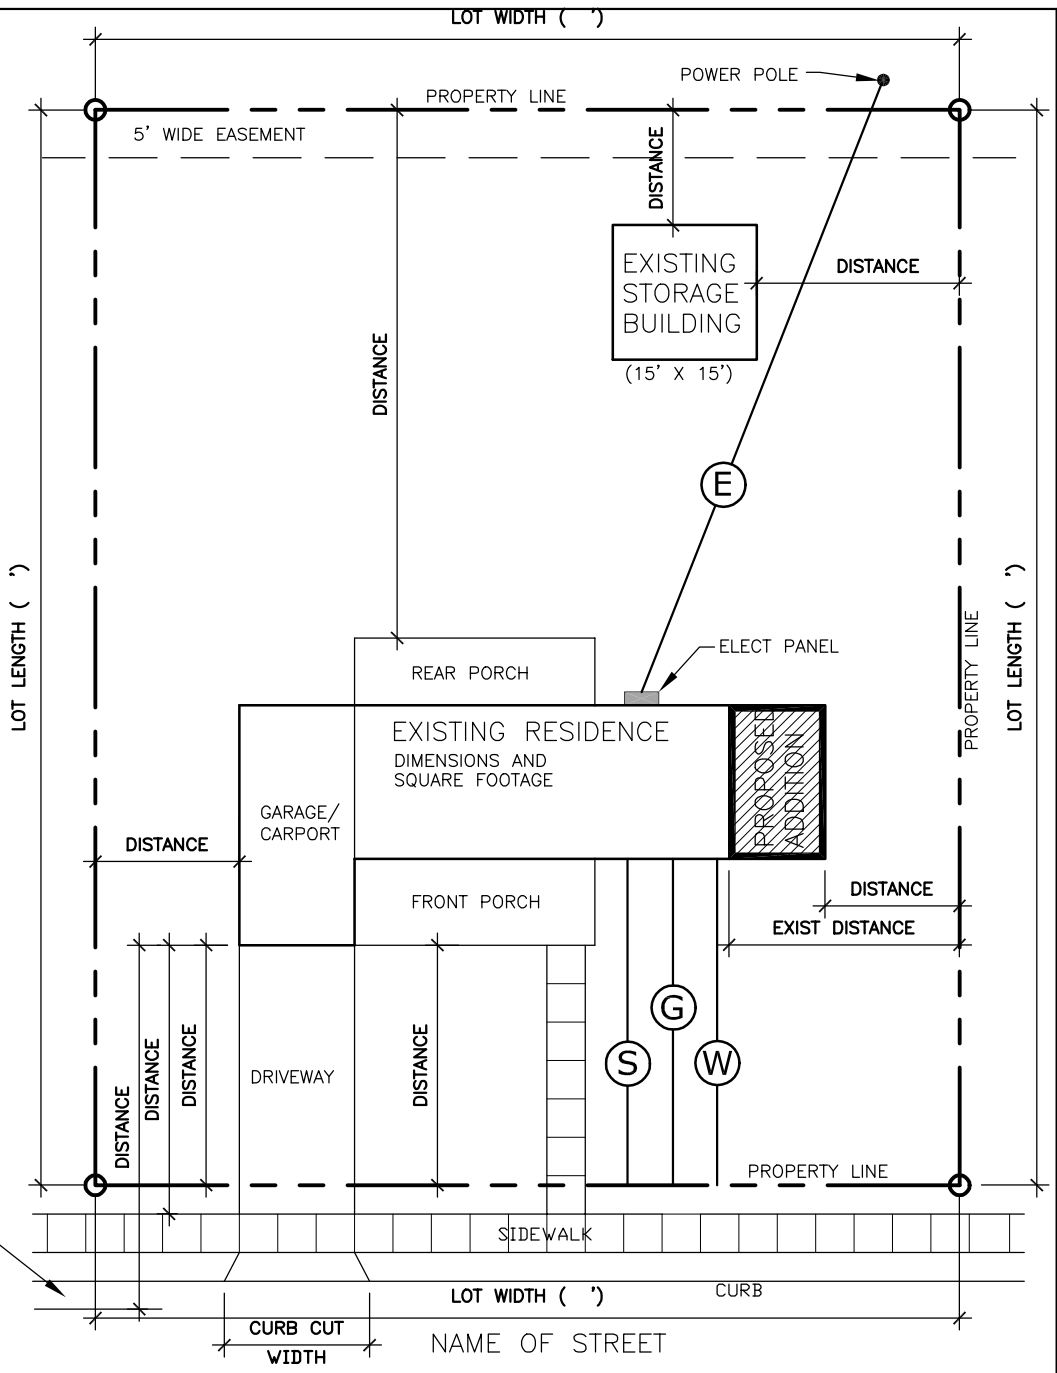 LOT WIDTH (   ')
POWER POLE
PROPERTY LINE
5' WIDE EASEMENT
DISTANCE
EXISTING
STORAGE
BUILDING
(15' X 15')
DISTANCE
DISTANCE
E
LOT LENGTH (   ')
LOT LENGTH (   ')
PROPERTY LINE
ELECT PANEL
REAR PORCH
EXISTING RESIDENCE
DIMENSIONS AND
SQUARE FOOTAGE
PROPOSED
ADDITION
GARAGE/
CARPORT
DISTANCE
DISTANCE
FRONT PORCH
EXIST DISTANCE
G
S
W
DISTANCE
DISTANCE
DISTANCE
DISTANCE
DRIVEWAY
PROPERTY LINE
SIDEWALK
CURB
LOT WIDTH (   ')
CURB CUT
WIDTH
NAME OF STREET